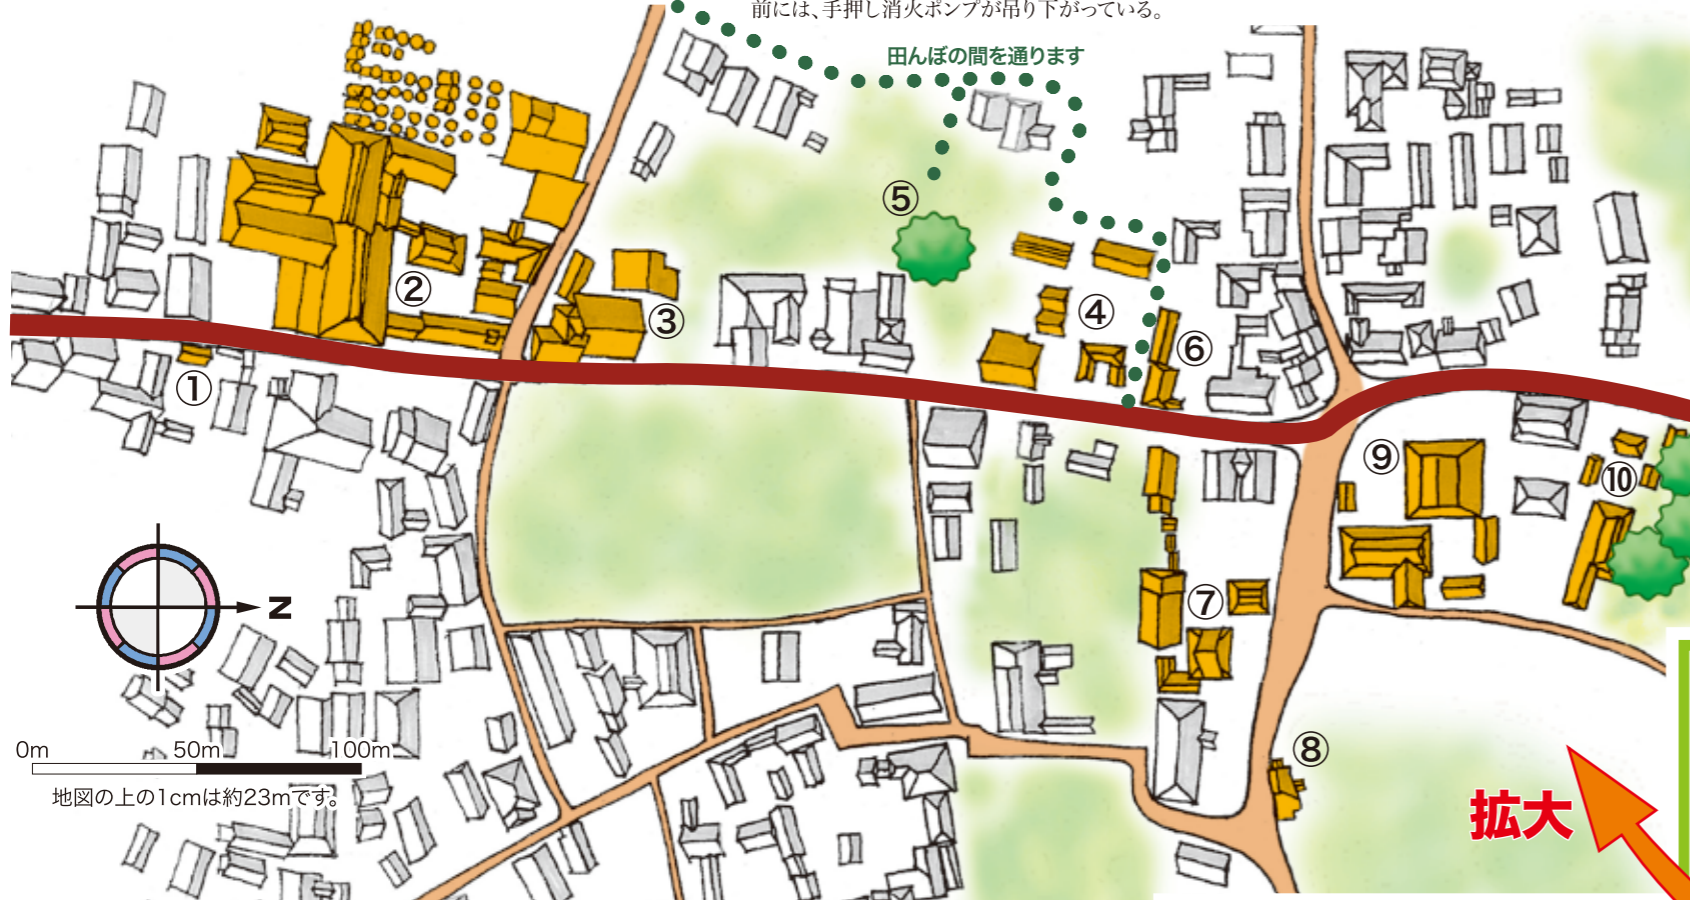 前には、手押し消火ポンプが吊り下がっている。
田んぼの間を通ります
⑤
②
④
③
⑥
①
⑨
⑩
N
⑦
0m 50m 100m
地図の上の1cmは約23mです。
⑧
拡大